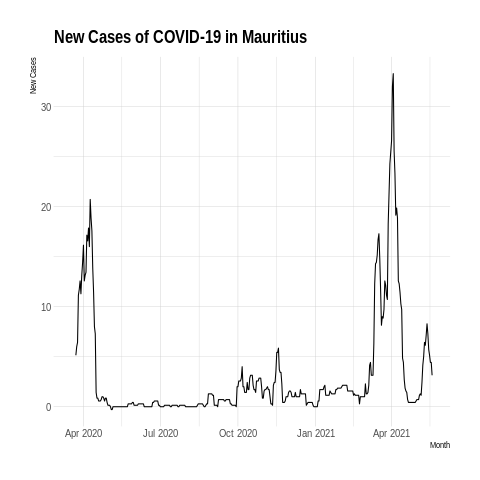 New Cases of COVID-19 in Mauritius
New Cases
30
20
10
0
Apr 2020 Jul 2020 Oct 2020 Jan 2021 Apr 2021
Month